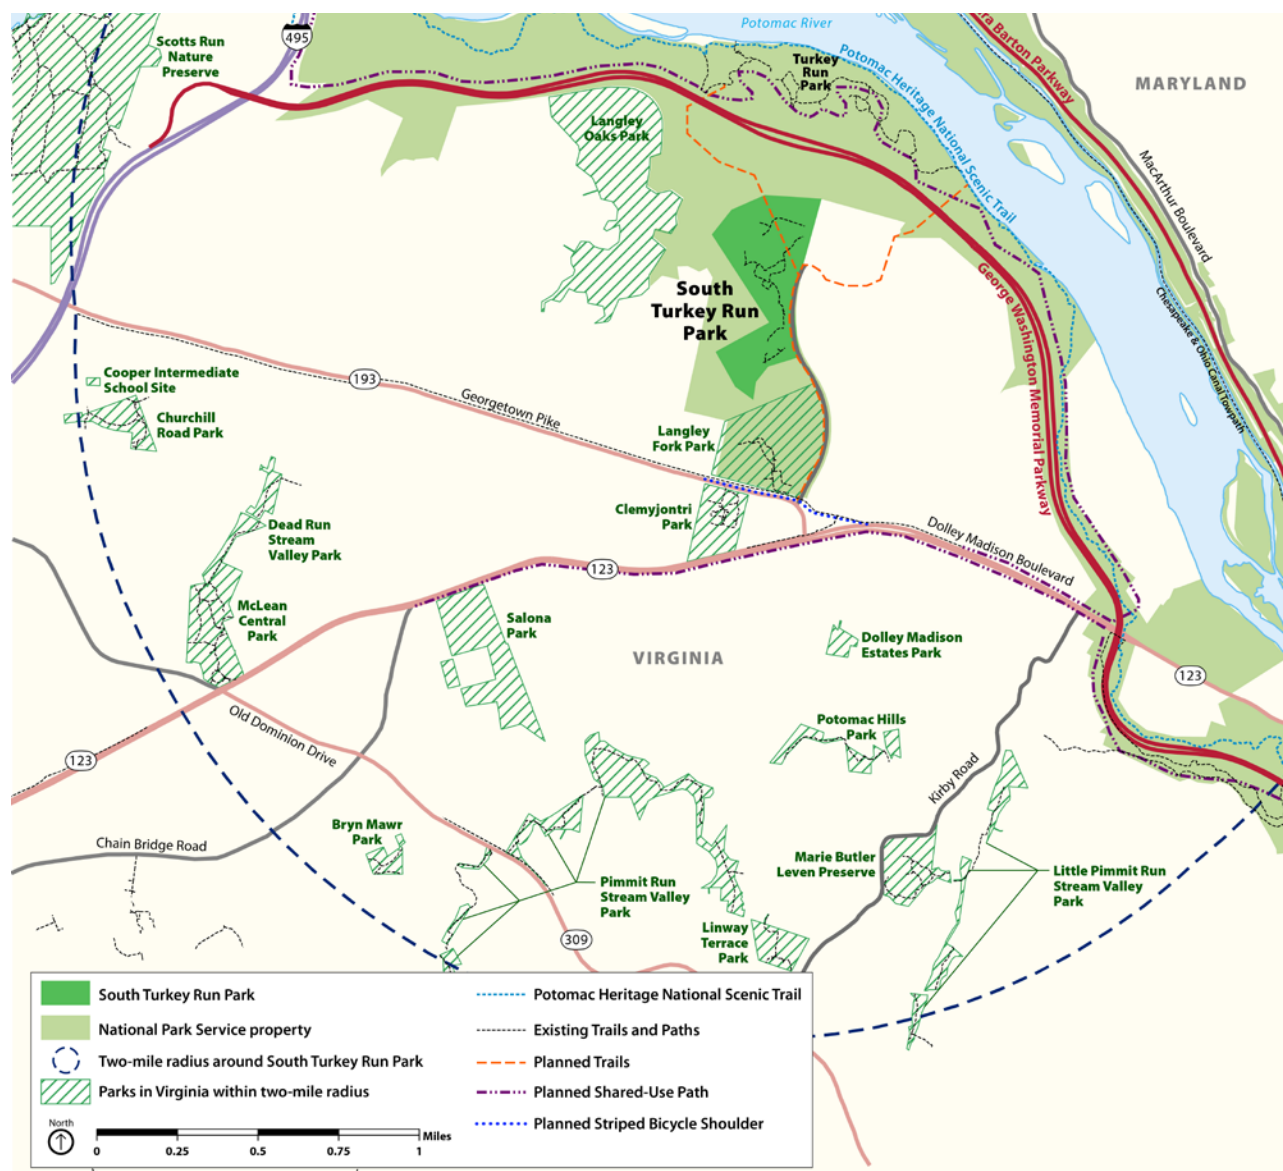 Scotts Run
Nature
Preserve
495
Potomac River
Potomac Heritage National Scenic Trail
Turkey
Run
Park
Barton Parkway
MARYLAND
MacArthur Boulevard
Langley
Oaks Park
South
Turkey Run
Park
George Washington Memorial Parkway
Chesapeake & Ohio Canal Towpath
Cooper Intermediate
School Site
193
Georgetown Pike
Churchill
Road Park
Langley
Fork Park
Clemyjontri
Park
Dead Run
Stream
Valley Park
Dolley Madison Boulevard
123
McLean
Central
Park
Salona
Park
VIRGINIA
Dolley Madison
Estates Park
123
Old Dominion Drive
Potomac Hills
Park
123
Kirby Road
Chain Bridge Road
Bryn Mawr
Park
Marie Butler
Leven Preserve
Little Pimmit Run
Stream Valley
Park
Pimmit Run
Stream Valley
Park
Linway
Terrace
Park
309
South Turkey Run Park
National Park Service property
Two-mile radius around South Turkey Run Park
Parks in Virginia within two-mile radius
Potomac Heritage National Scenic Trail
Existing Trails and Paths
Planned Trails
Planned Shared-Use Path
Planned Striped Bicycle Shoulder
North
Miles
0 0.25 0.5 0.75 1